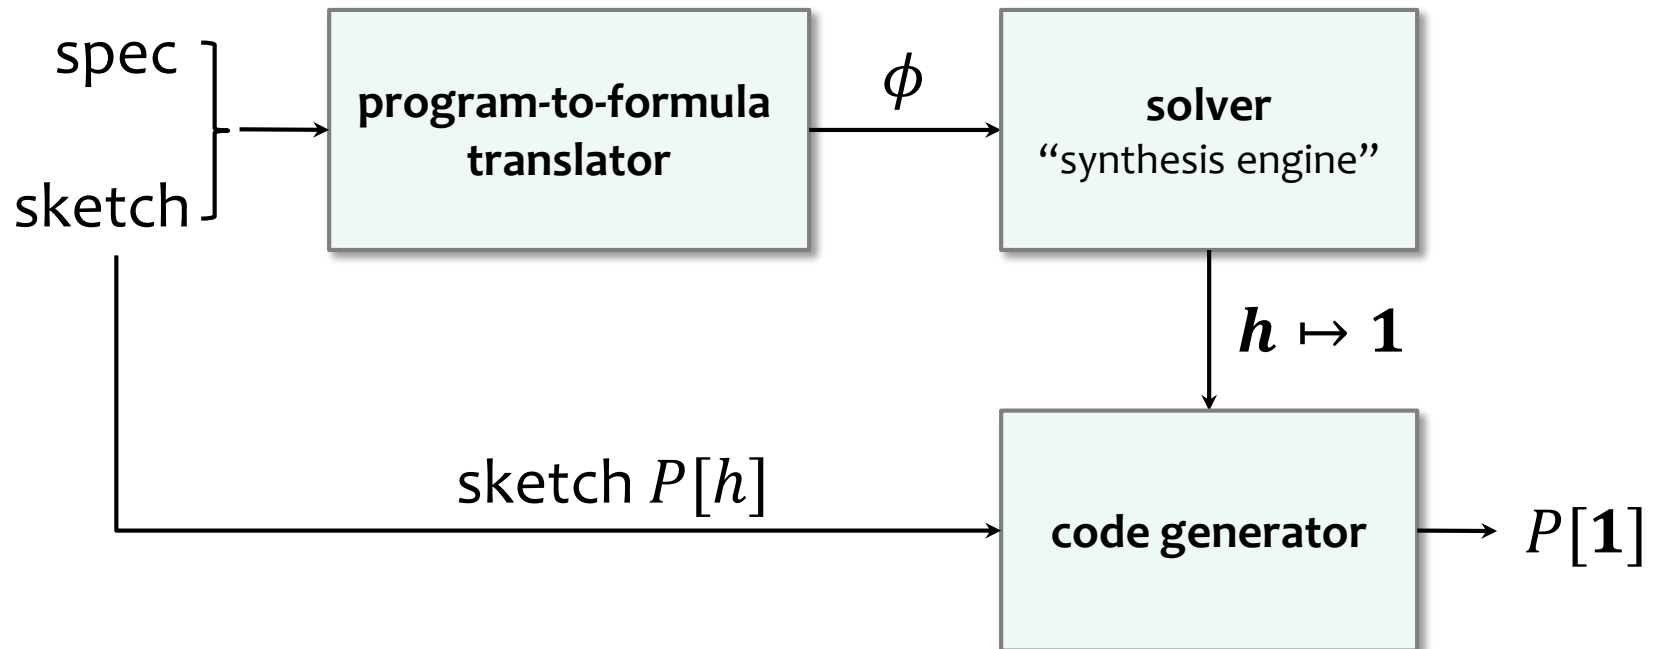 spec
sketch
program-to-formula
translator
ϕ
solver
“synthesis engine”
h ↦ 1
sketch P[h]
code generator
P[1]